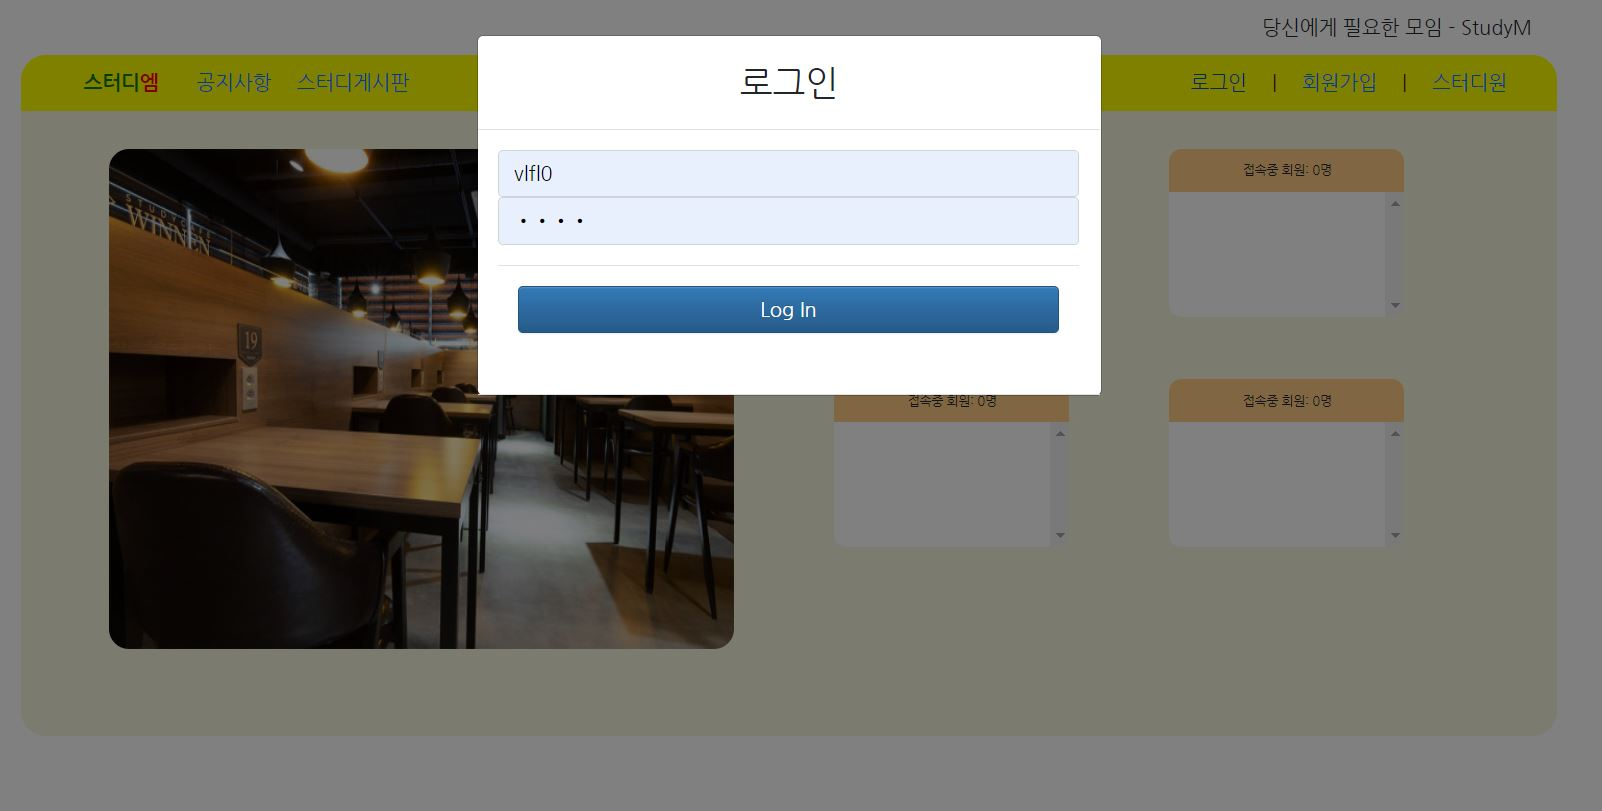 당신에게 필요한 모임 - StudyM
스터디엠 공지사항 스터디게시판
로그인 | 회원가입 | 스터디원
로그인
vlfl0
• • • •
Log In
접속중 회원: 0명
접속중 회원: 0명
접속중 회원: 0명
STUDYCAFE
WINNEN
19